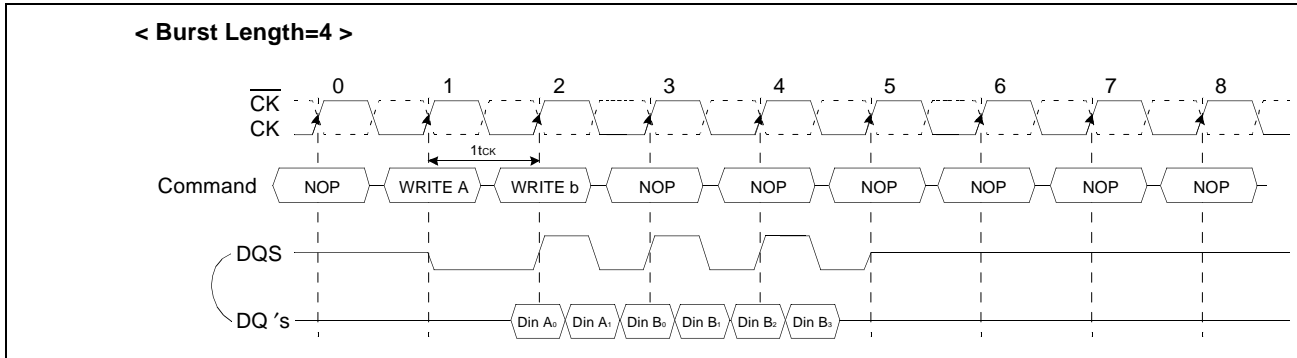 < Burst Length=4 >
0 1 2 3 4 5 6 7 8
CK
CK
1tCK
Command NOP WRITE A WRITE b NOP NOP NOP NOP NOP NOP
DQS
DQ 's Din A0 Din A1 Din B0 Din B1 Din B2 Din B3